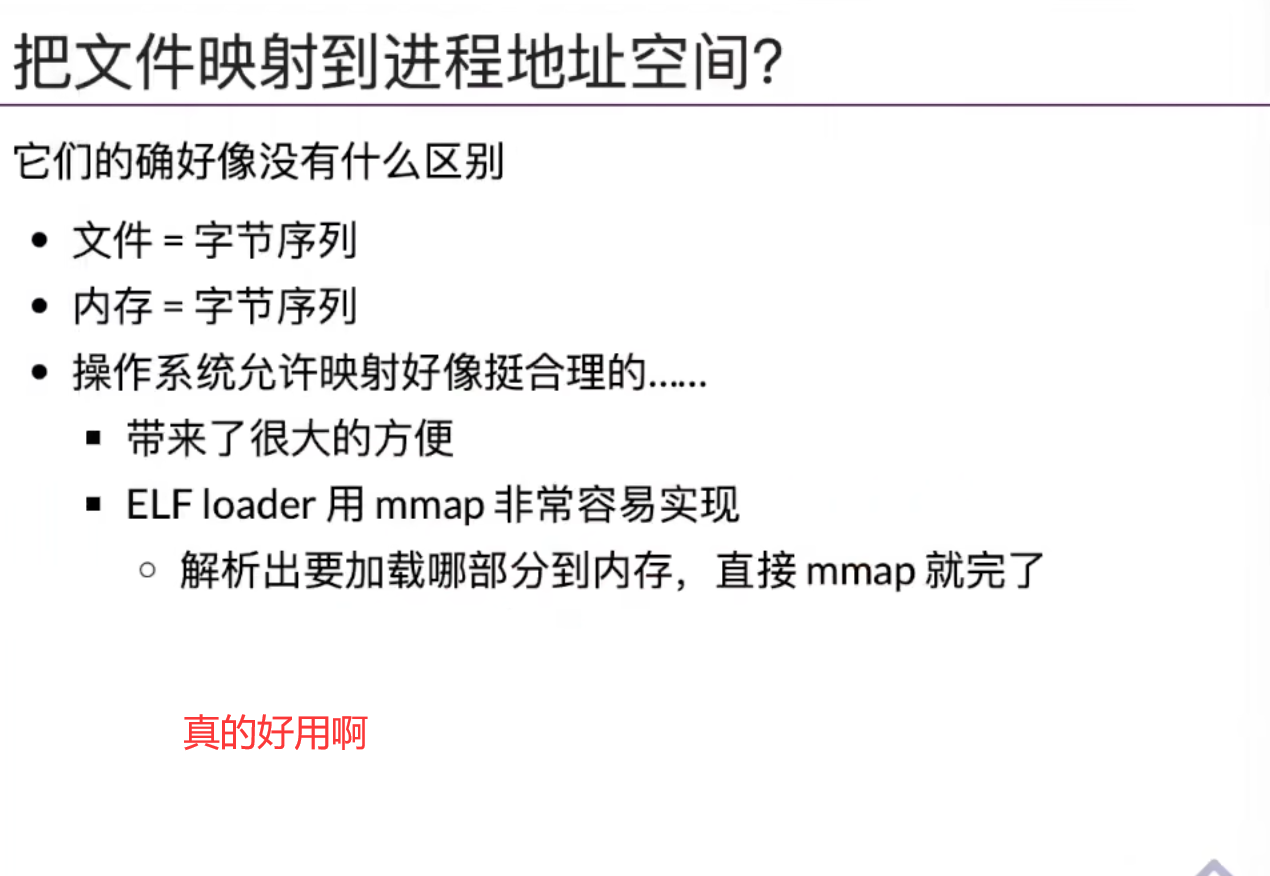 把文件映射到进程地址空间?
它们的确好像没有什么区别
• 文件 = 字节序列
• 内存 = 字节序列
• 操作系统允许映射好像挺合理的……
▪ 带来了很大的方便
▪ ELF loader 用 mmap 非常容易实现
○ 解析出要加载哪部分到内存，直接 mmap 就完了
真的好用啊